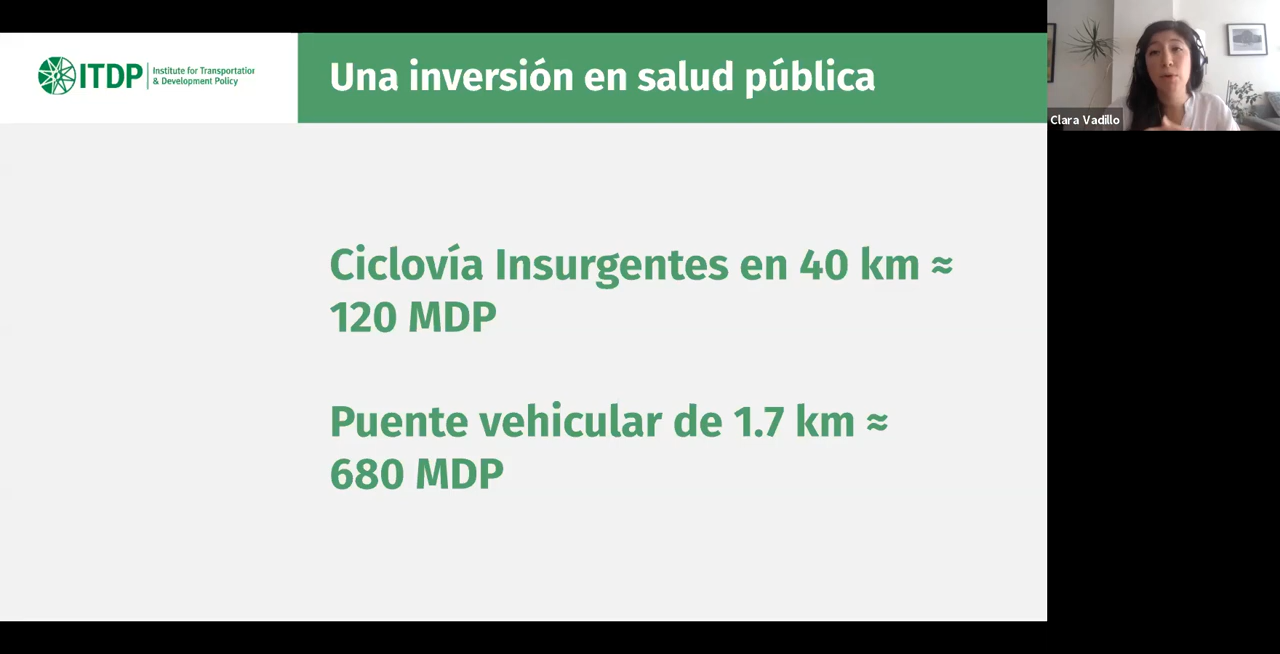 ITDP
Institute for Transportation
& Development Policy
Una inversión en salud pública
Clara Vadillo
Ciclovía Insurgentes en 40 km ≈
120 MDP
Puente vehicular de 1.7 km ≈
680 MDP